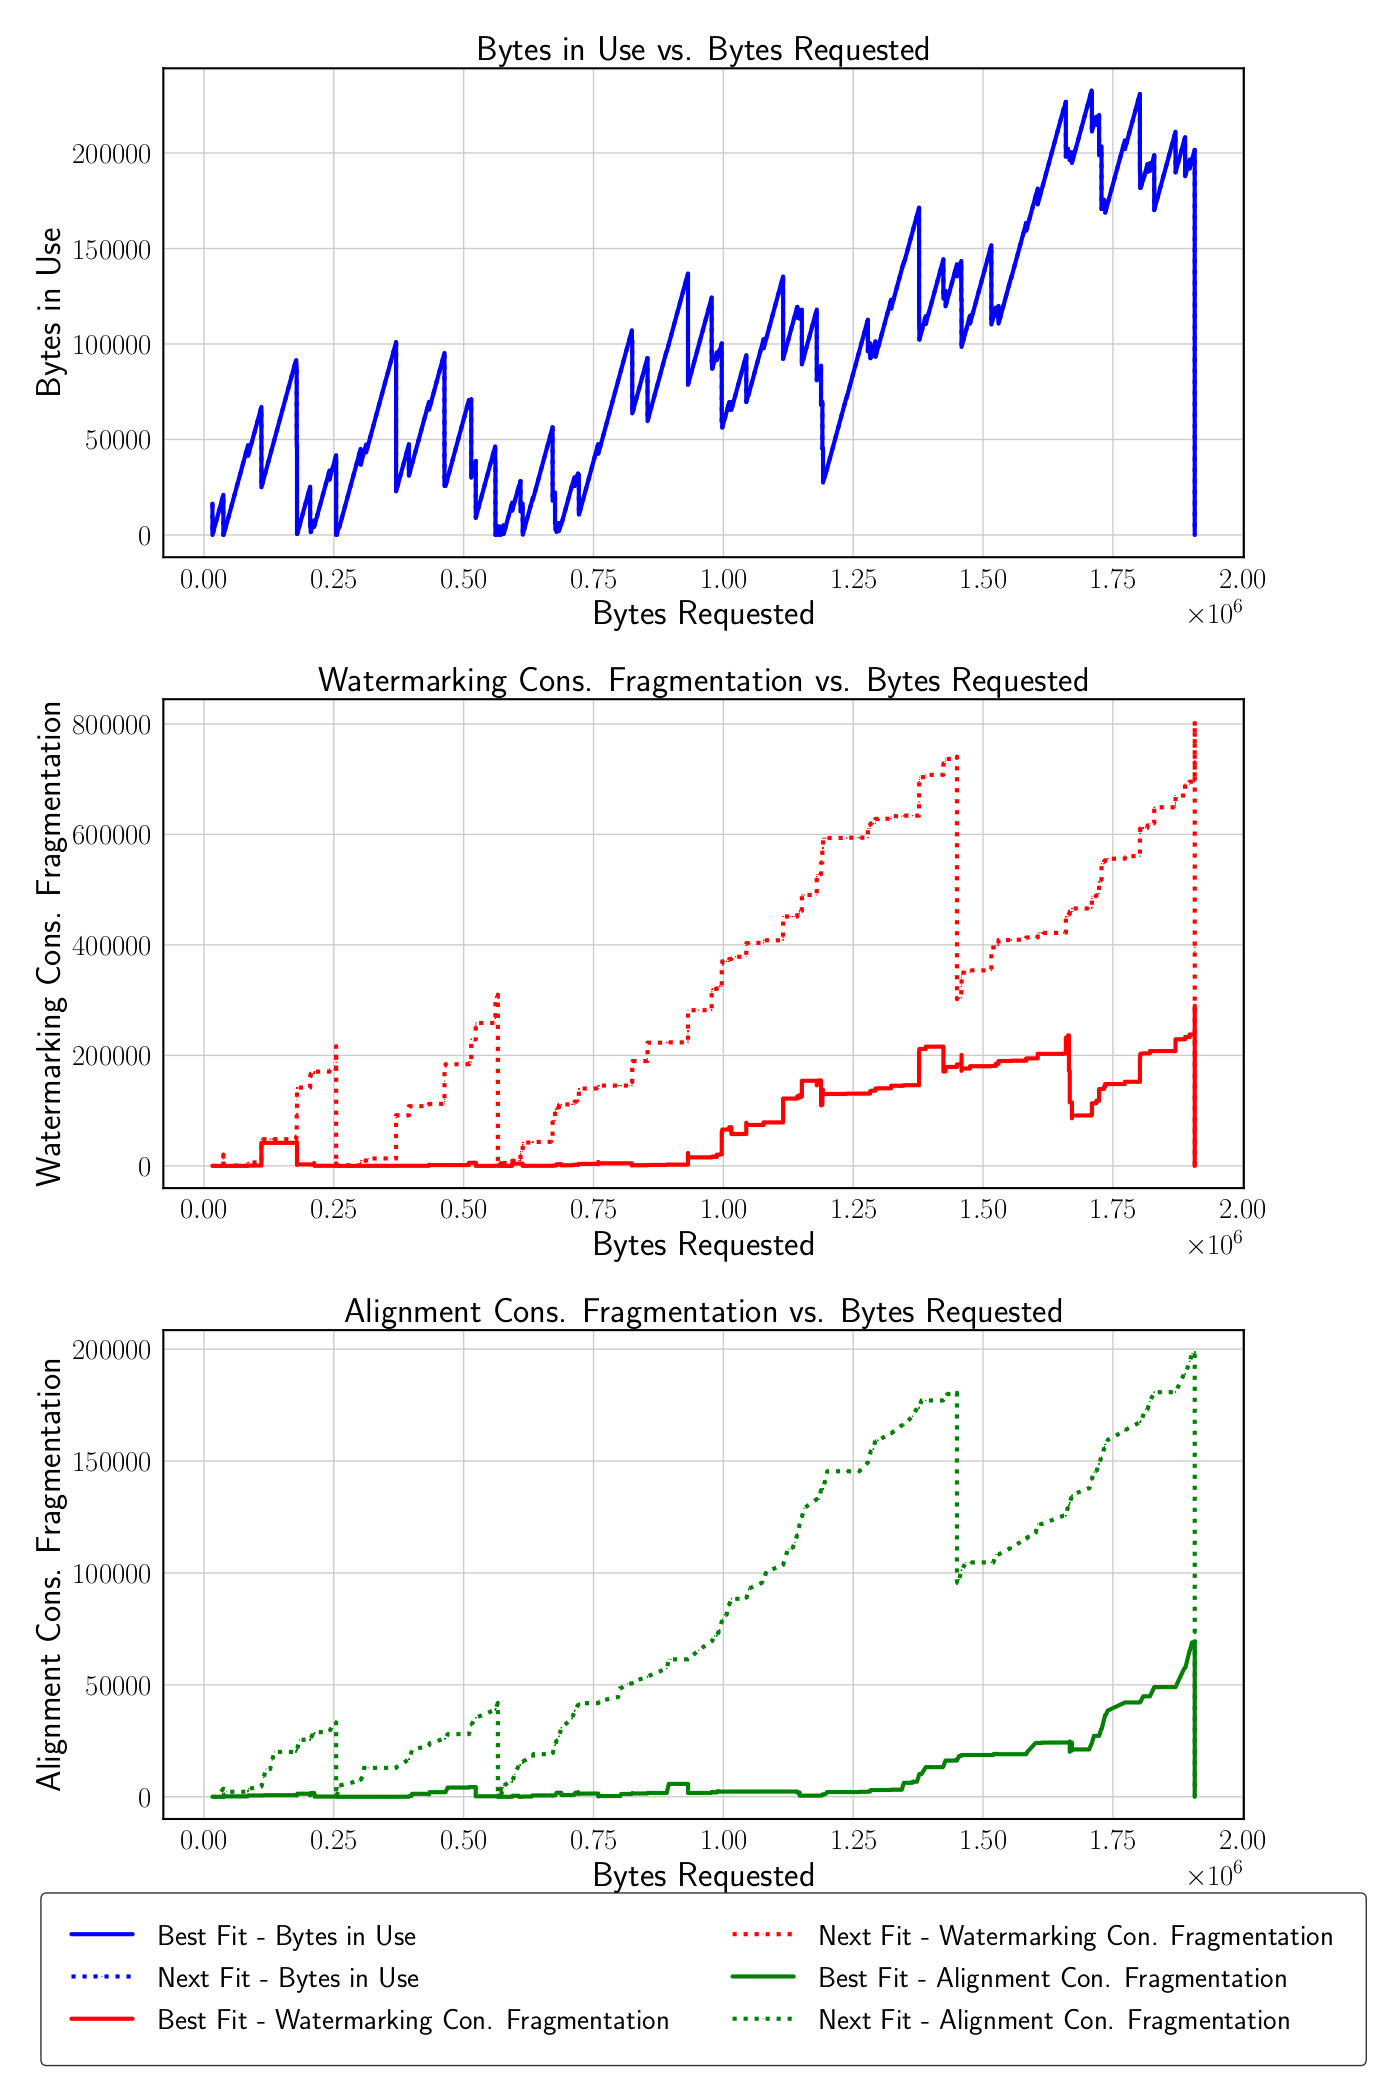 Bytes in Use vs. Bytes Requested
Bytes in Use
200000
150000
100000
50000
0
0.00 0.25 0.50 0.75 1.00 1.25 1.50 1.75 2.00
Bytes Requested
×10⁶
Watermarking Cons. Fragmentation vs. Bytes Requested
Watermarking Cons. Fragmentation
800000
600000
400000
200000
0
0.00 0.25 0.50 0.75 1.00 1.25 1.50 1.75 2.00
Bytes Requested
×10⁶
Alignment Cons. Fragmentation vs. Bytes Requested
Alignment Cons. Fragmentation
200000
150000
100000
50000
0
0.00 0.25 0.50 0.75 1.00 1.25 1.50 1.75 2.00
Bytes Requested
×10⁶
Best Fit - Bytes in Use
Next Fit - Bytes in Use
Best Fit - Watermarking Con. Fragmentation
Next Fit - Watermarking Con. Fragmentation
Best Fit - Alignment Con. Fragmentation
Next Fit - Alignment Con. Fragmentation